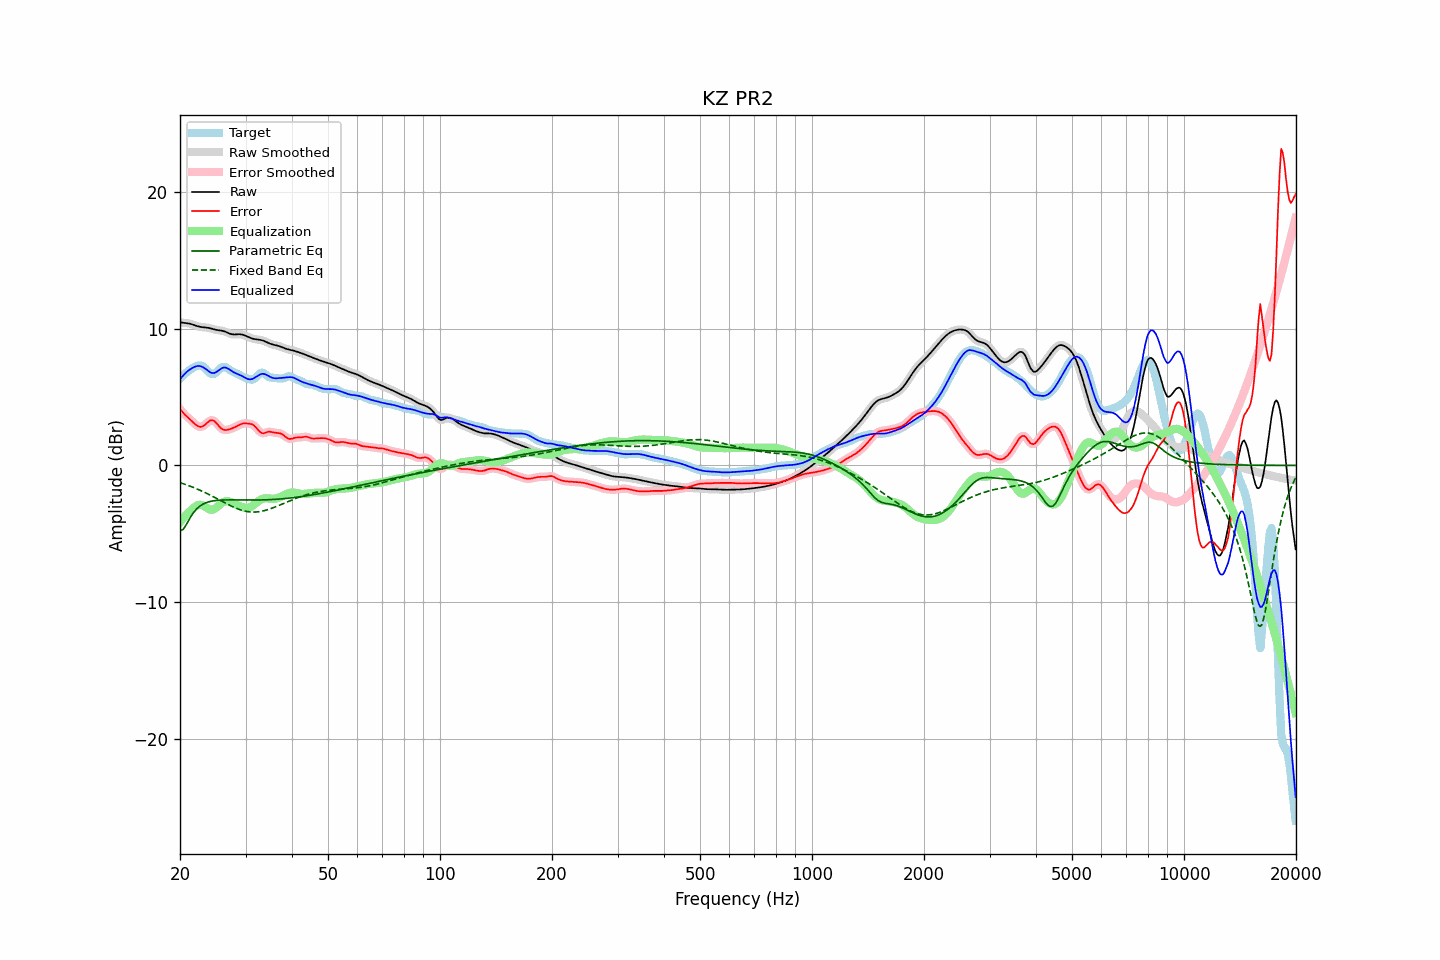 KZ PR2
Target
Raw Smoothed
Error Smoothed
Raw
Error
Equalization
Parametric Eq
Fixed Band Eq
Equalized
20
10
0
−10
−20
Amplitude (dBr)
20 50 100 200 500 1000 2000 5000 10000 20000
Frequency (Hz)